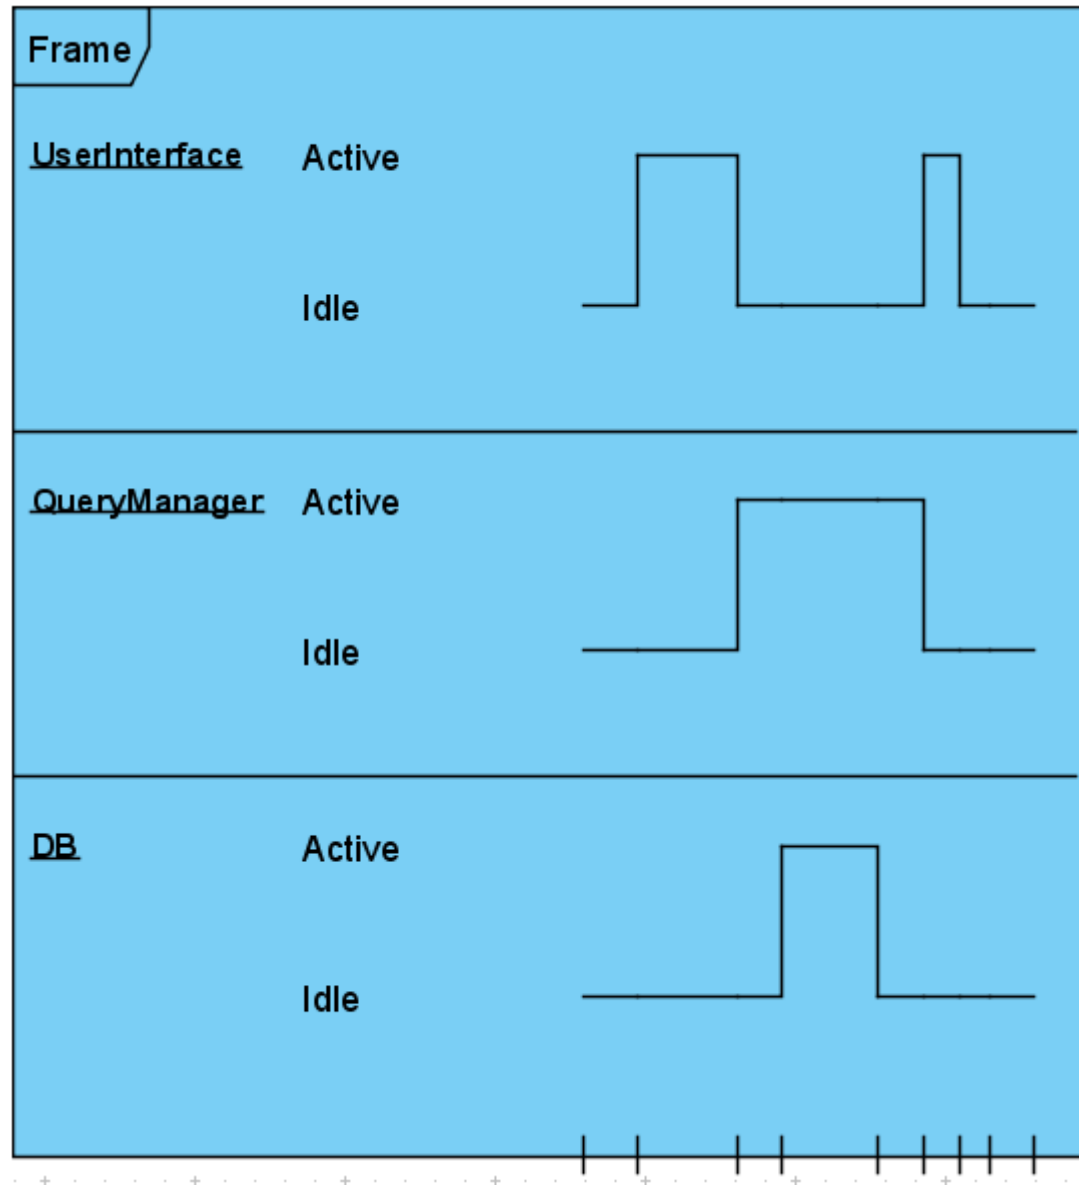 Frame
UserInterface Active
Idle
QueryManager Active
Idle
DB Active
Idle